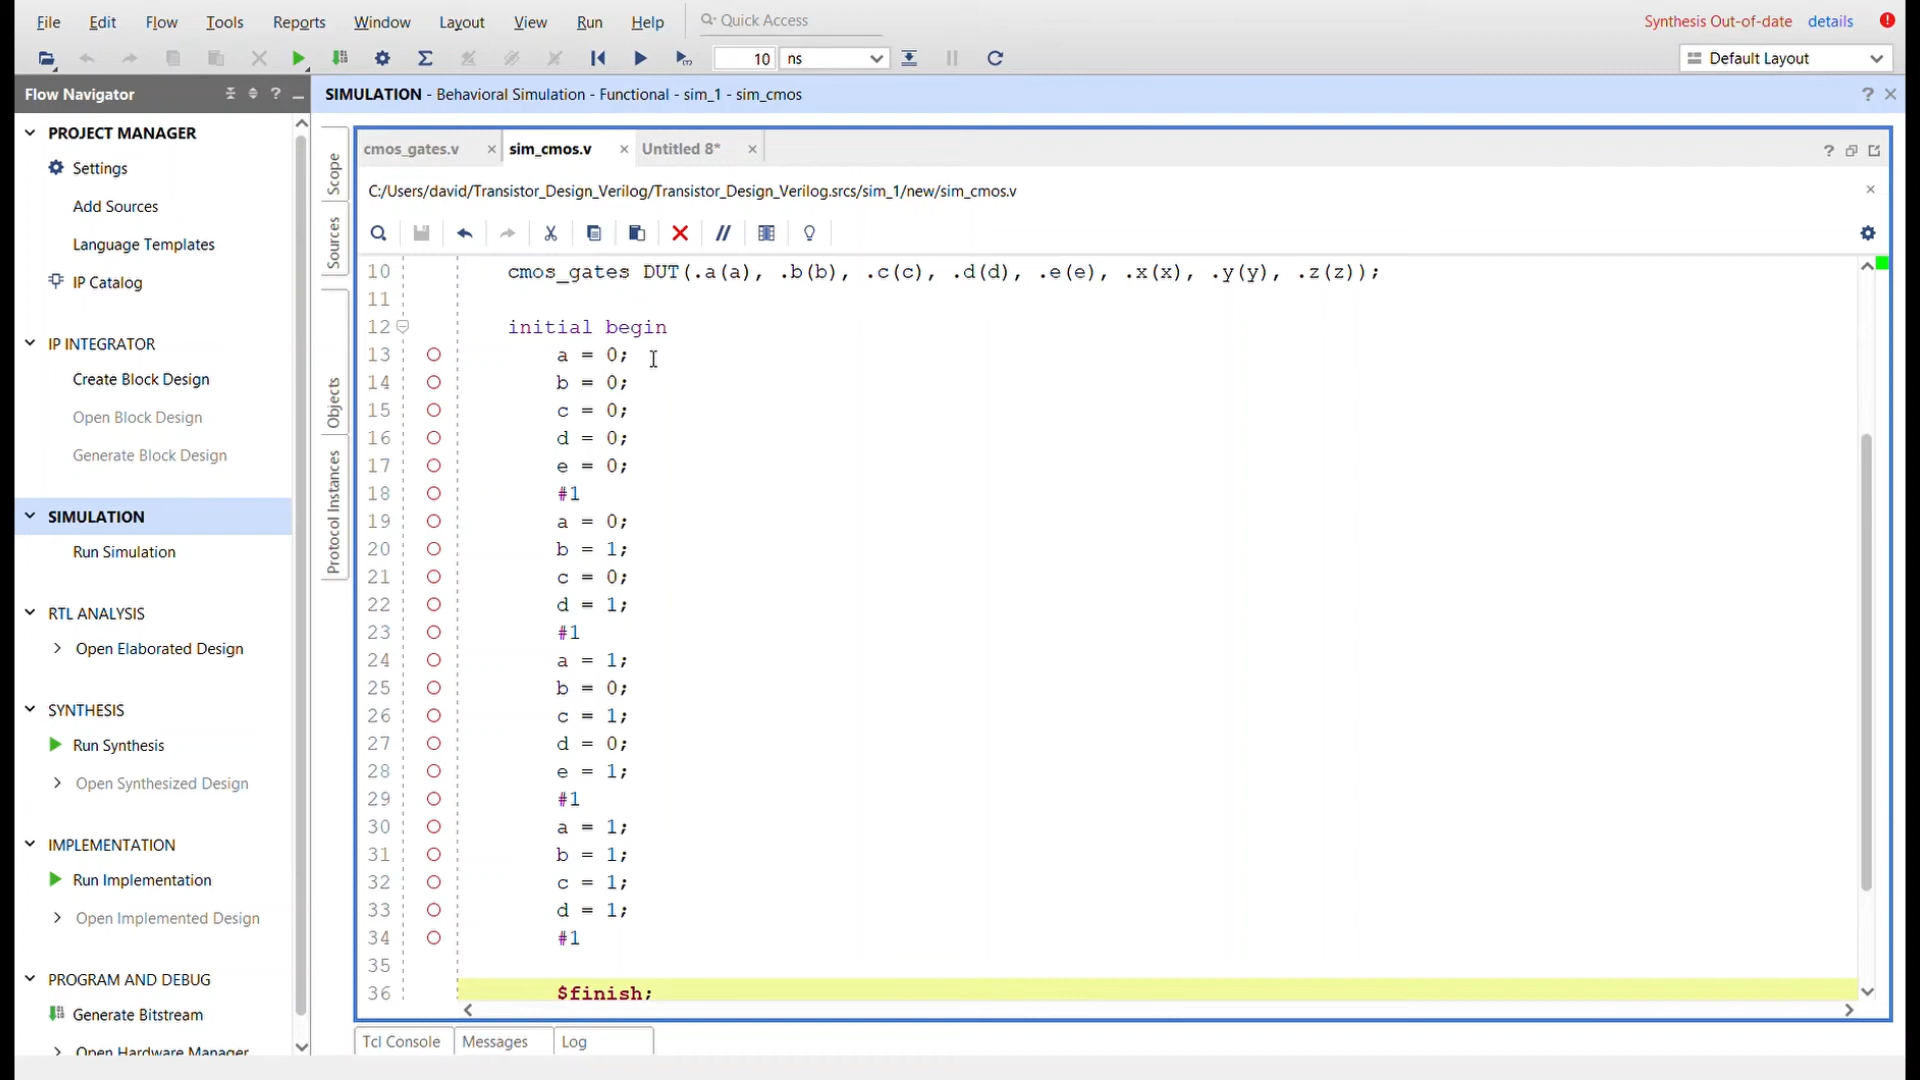 File Edit Flow Tools Reports Window Layout View Run Help Quick Access Synthesis Out-of-date details
10 ns Default Layout
Flow Navigator
SIMULATION - Behavioral Simulation - Functional - sim_1 - sim_cmos
PROJECT MANAGER
Settings
Add Sources
Language Templates
IP Catalog
IP INTEGRATOR
Create Block Design
Open Block Design
Generate Block Design
SIMULATION
Run Simulation
RTL ANALYSIS
Open Elaborated Design
SYNTHESIS
Run Synthesis
Open Synthesized Design
IMPLEMENTATION
Run Implementation
Open Implemented Design
PROGRAM AND DEBUG
Generate Bitstream
Open Hardware Manager
Scope
Sources
Objects
Protocol Instances
cmos_gates.v sim_cmos.v Untitled 8*
C:/Users/david/Transistor_Design_Verilog/Transistor_Design_Verilog.srcs/sim_1/new/sim_cmos.v
10 cmos_gates DUT(.a(a), .b(b), .c(c), .d(d), .e(e), .x(x), .y(y), .z(z));
11
12 initial begin
13 a = 0;
14 b = 0;
15 c = 0;
16 d = 0;
17 e = 0;
18 #1
19 a = 0;
20 b = 1;
21 c = 0;
22 d = 1;
23 #1
24 a = 1;
25 b = 0;
26 c = 1;
27 d = 0;
28 e = 1;
29 #1
30 a = 1;
31 b = 1;
32 c = 1;
33 d = 1;
34 #1
35
36 $finish;
Tcl Console Messages Log